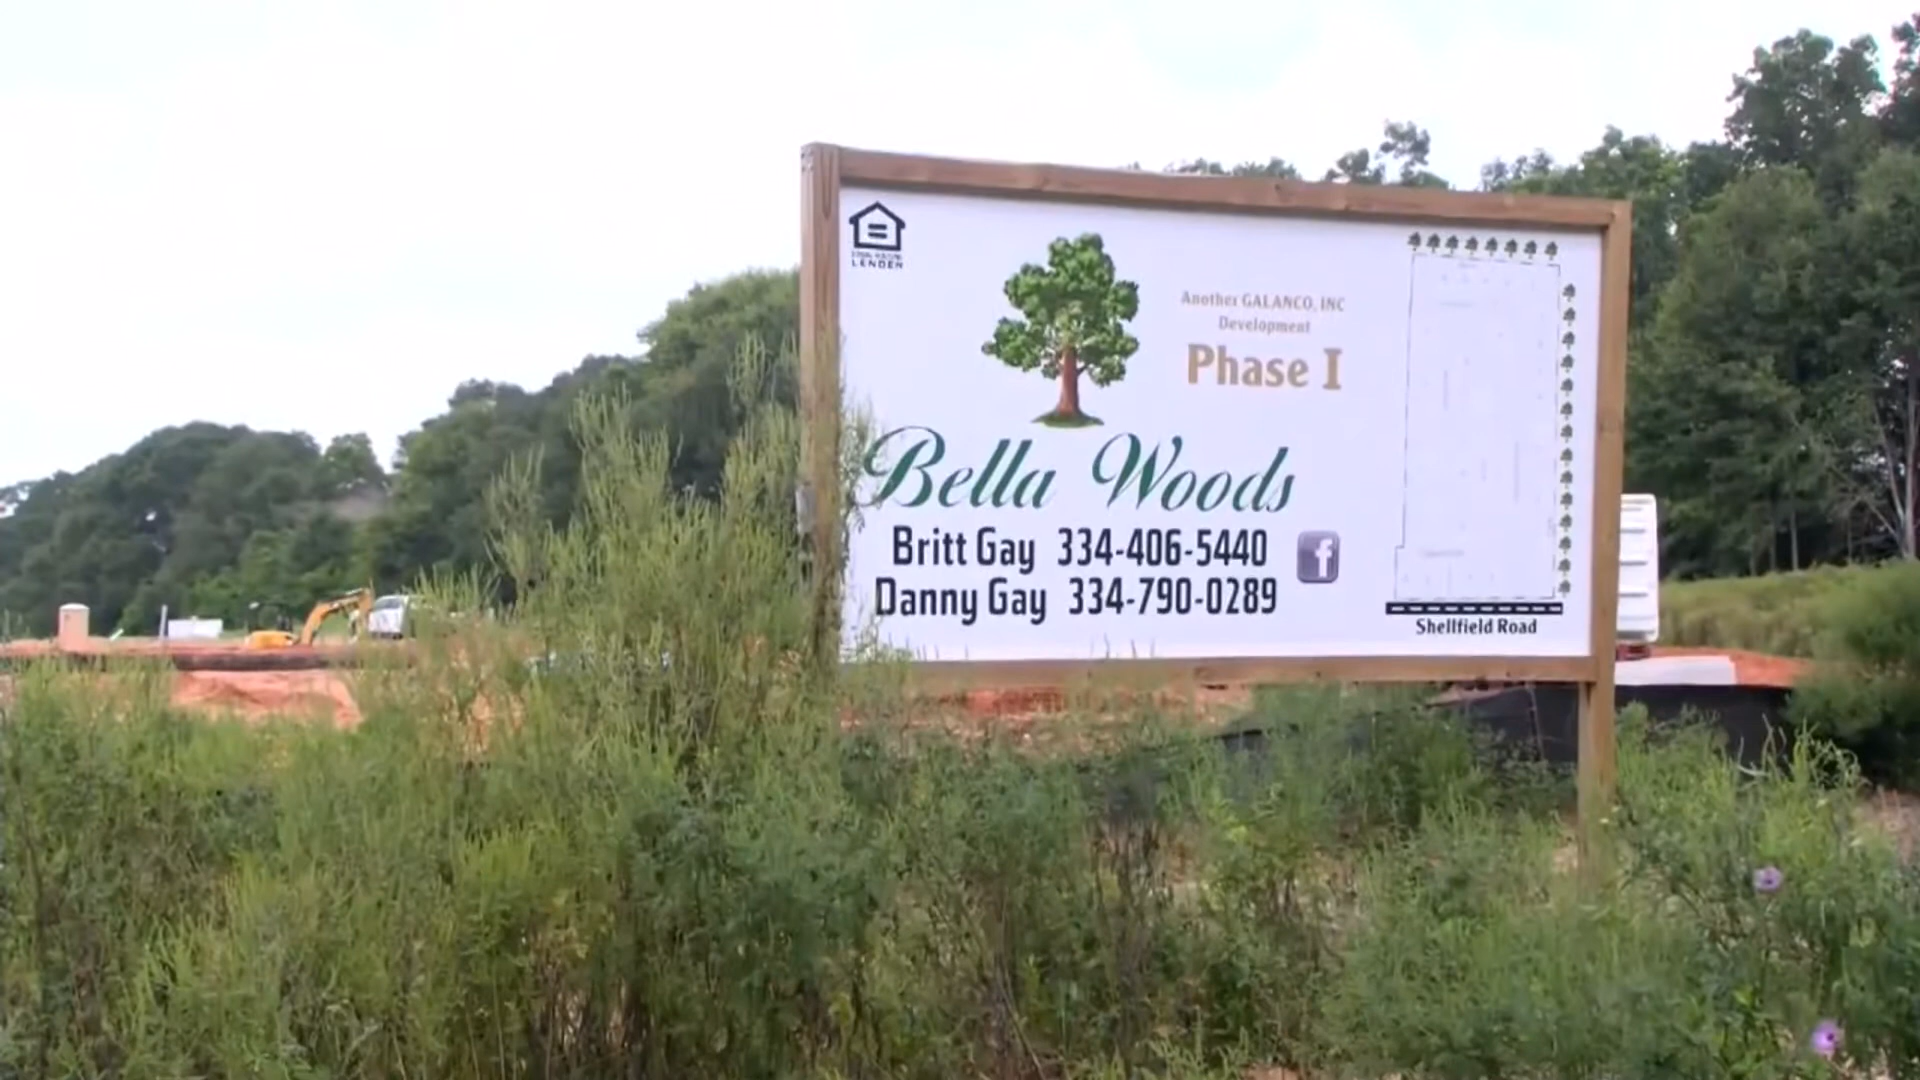 LENDER
Another GALANCO, INC
Development
Phase I
Bella Woods
Britt Gay 334-406-5440
Danny Gay 334-790-0289
f
Shellfield Road